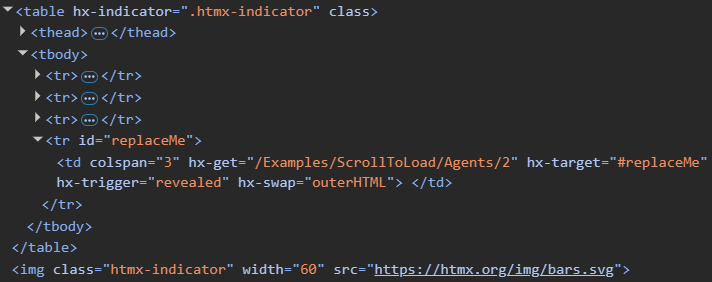 <table hx-indicator=".htmx-indicator" class>
<thead>…</thead>
<tbody>
<tr>…</tr>
<tr>…</tr>
<tr>…</tr>
<tr id="replaceMe">
<td colspan="3" hx-get="/Examples/ScrollToLoad/Agents/2" hx-target="#replaceMe"
hx-trigger="revealed" hx-swap="outerHTML"> </td>
</tr>
</tbody>
</table>
<img class="htmx-indicator" width="60" src="https://htmx.org/img/bars.svg">